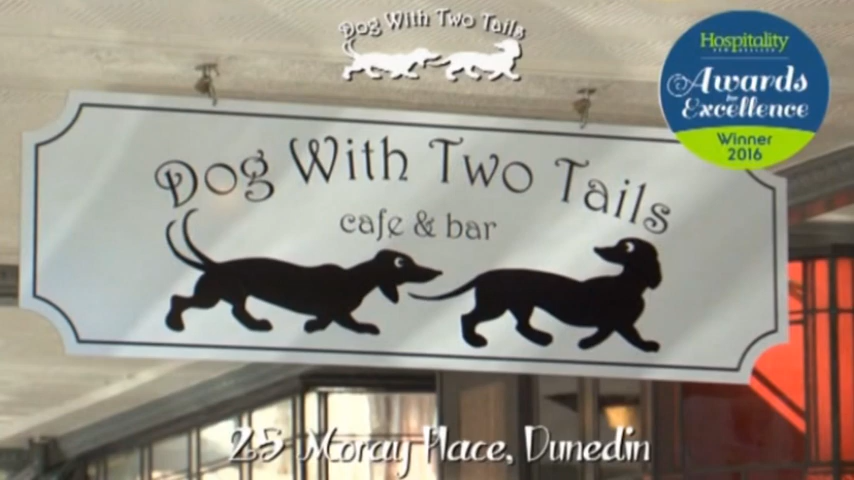 Dog With Two Tails
Hospitality
Awards
for
Excellence
Winner
2016
Dog With Two Tails
cafe & bar
25 Moray Place, Dunedin